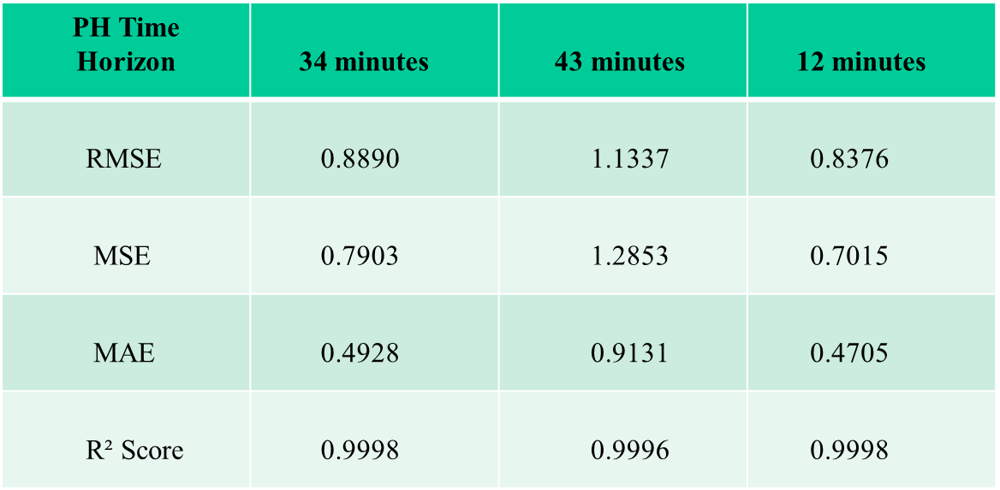 PH Time
Horizon 34 minutes 43 minutes 12 minutes
RMSE 0.8890 1.1337 0.8376
MSE 0.7903 1.2853 0.7015
MAE 0.4928 0.9131 0.4705
R² Score 0.9998 0.9996 0.9998